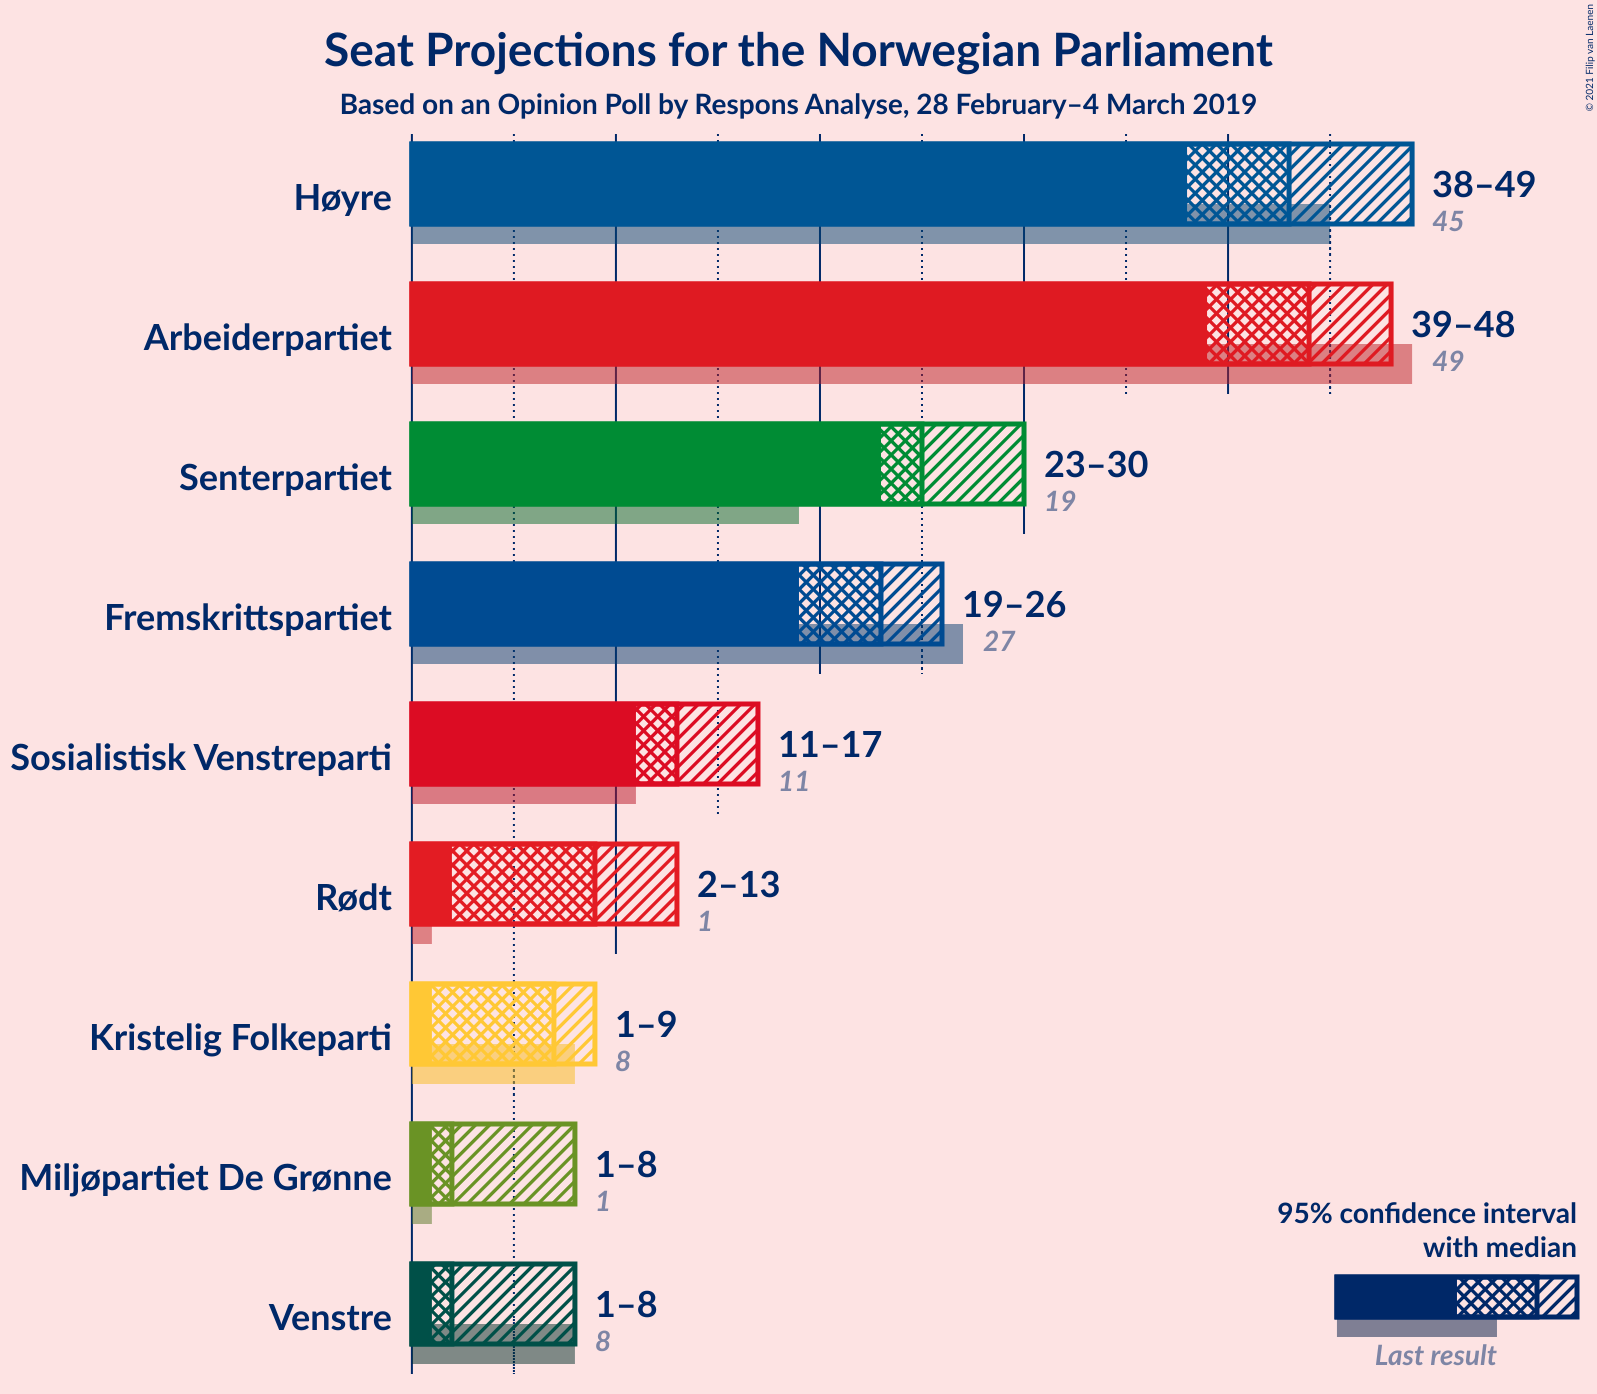 Seat Projections for the Norwegian Parliament
Based on an Opinion Poll by Respons Analyse, 28 February–4 March 2019
© 2021 Filip van Laenen
Høyre
38–49
45
Arbeiderpartiet
39–48
49
Senterpartiet
23–30
19
Fremskrittspartiet
19–26
27
Sosialistisk Venstreparti
11–17
11
Rødt
2–13
1
Kristelig Folkeparti
1–9
8
Miljøpartiet De Grønne
1–8
1
Venstre
1–8
8
95% confidence interval
with median
Last result